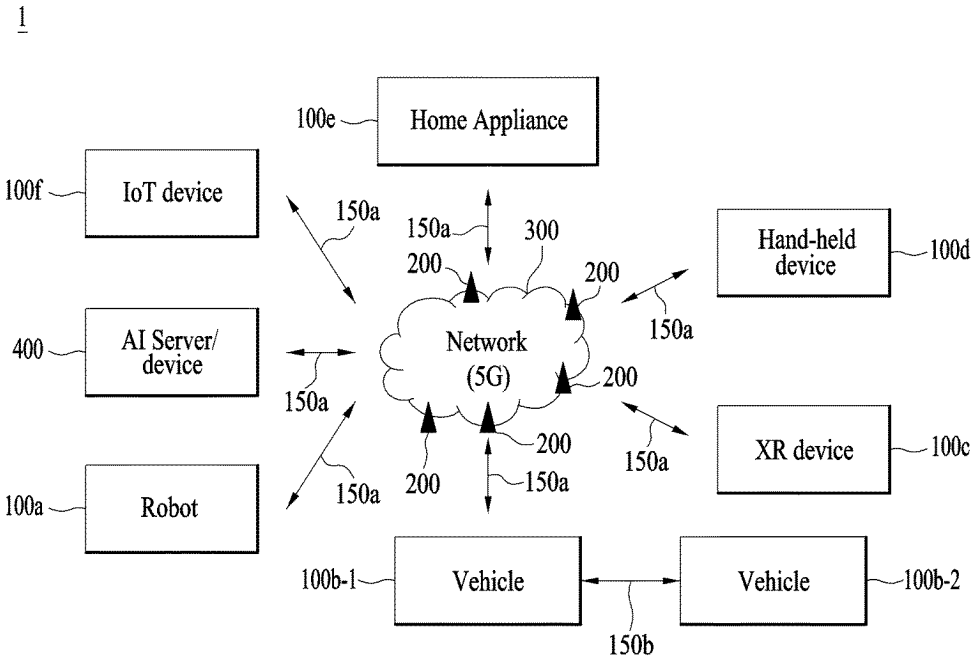 1
100e
Home Appliance
100f
IoT device
150a
150a
300
200
200
Hand-held
device
100d
150a
400
AI Server/
device
150a
Network
(5G)
200
100a
Robot
150a
200
200
150a
150a
XR device
100c
100b-1
Vehicle
150b
Vehicle
100b-2